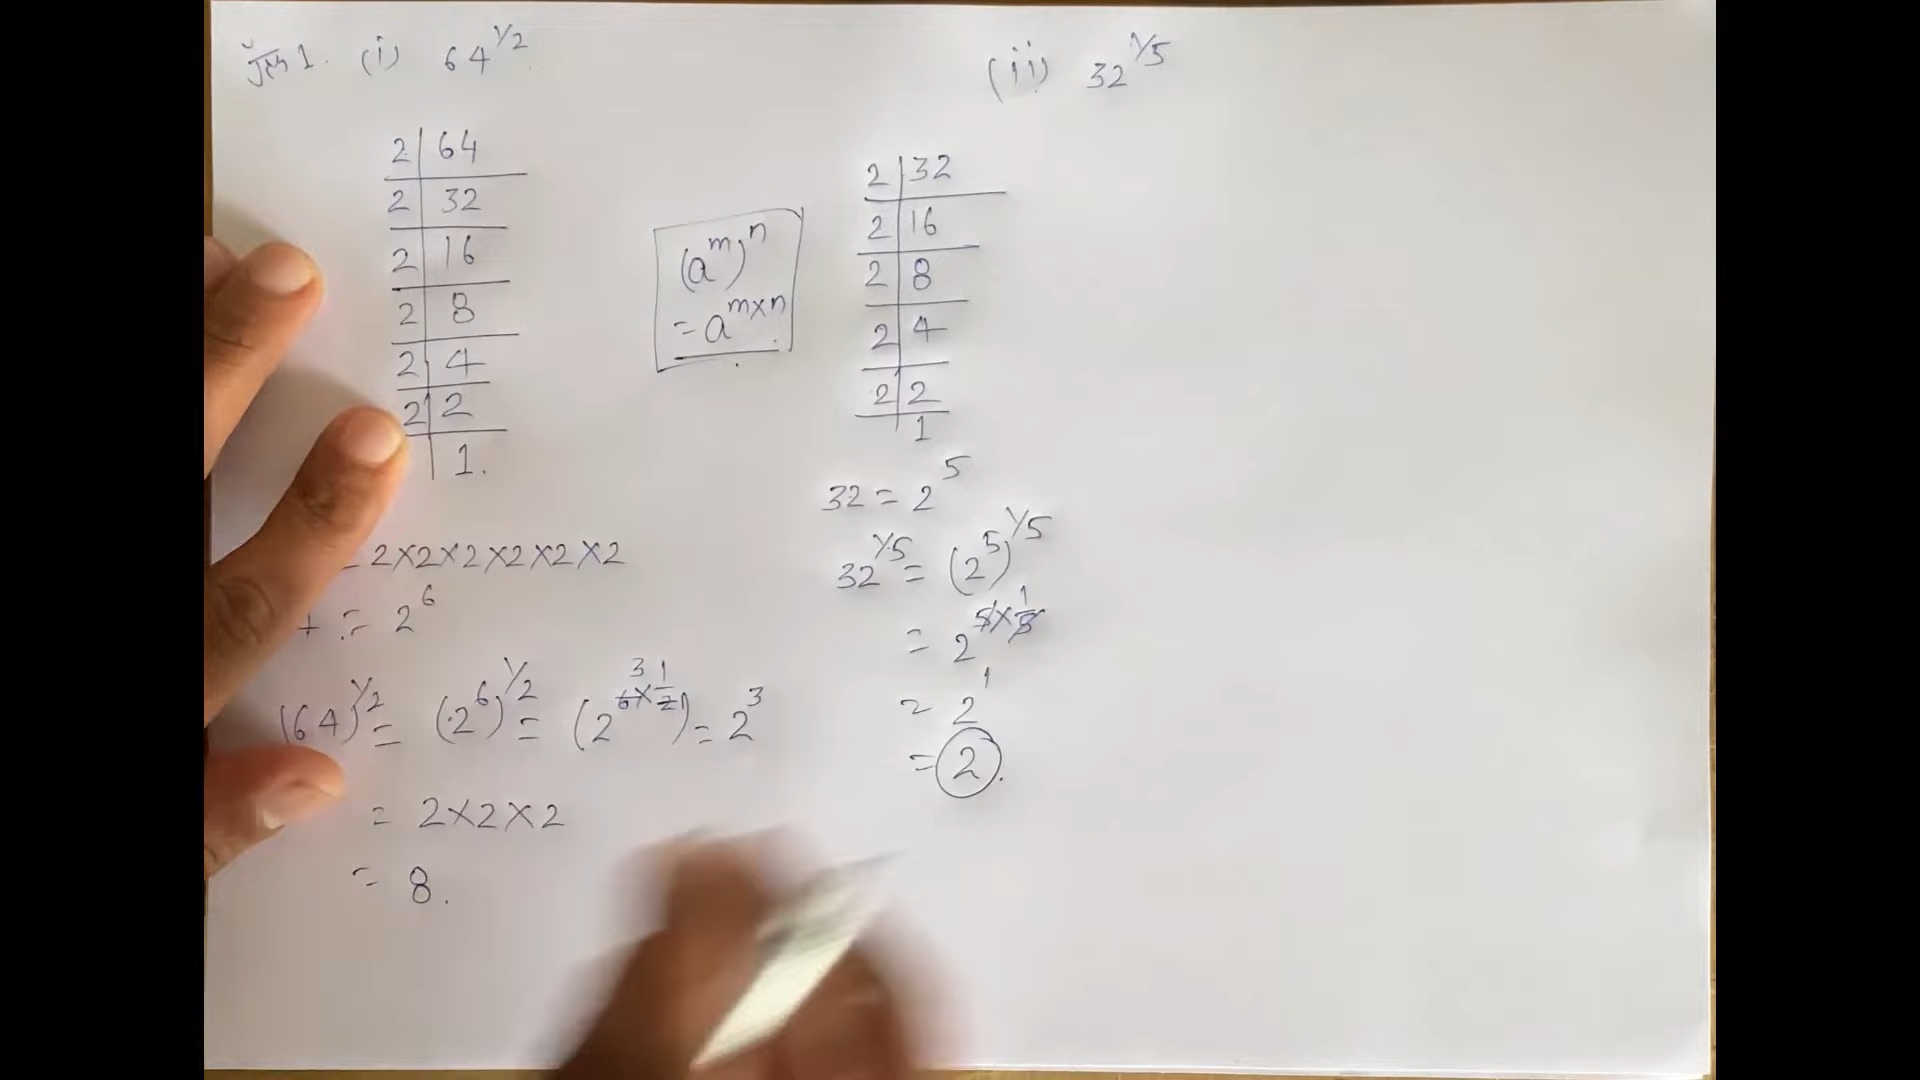 1. (i) 64^1/2
2 | 64
2 | 32
2 | 16
2 | 8
2 | 4
2 | 2
1.
= 2×2×2×2×2×2
= 2^6
(64)^1/2 = (2^6)^1/2 = (2^6×1/2) = 2^3
= 2×2×2
= 8.
(a^m)^n
= a^m×n
(ii) 32^1/5
2 | 32
2 | 16
2 | 8
2 | 4
2 | 2
1
32 = 2^5
32^1/5 = (2^5)^1/5
= 2^5×1/5
= 2^1
= 2.